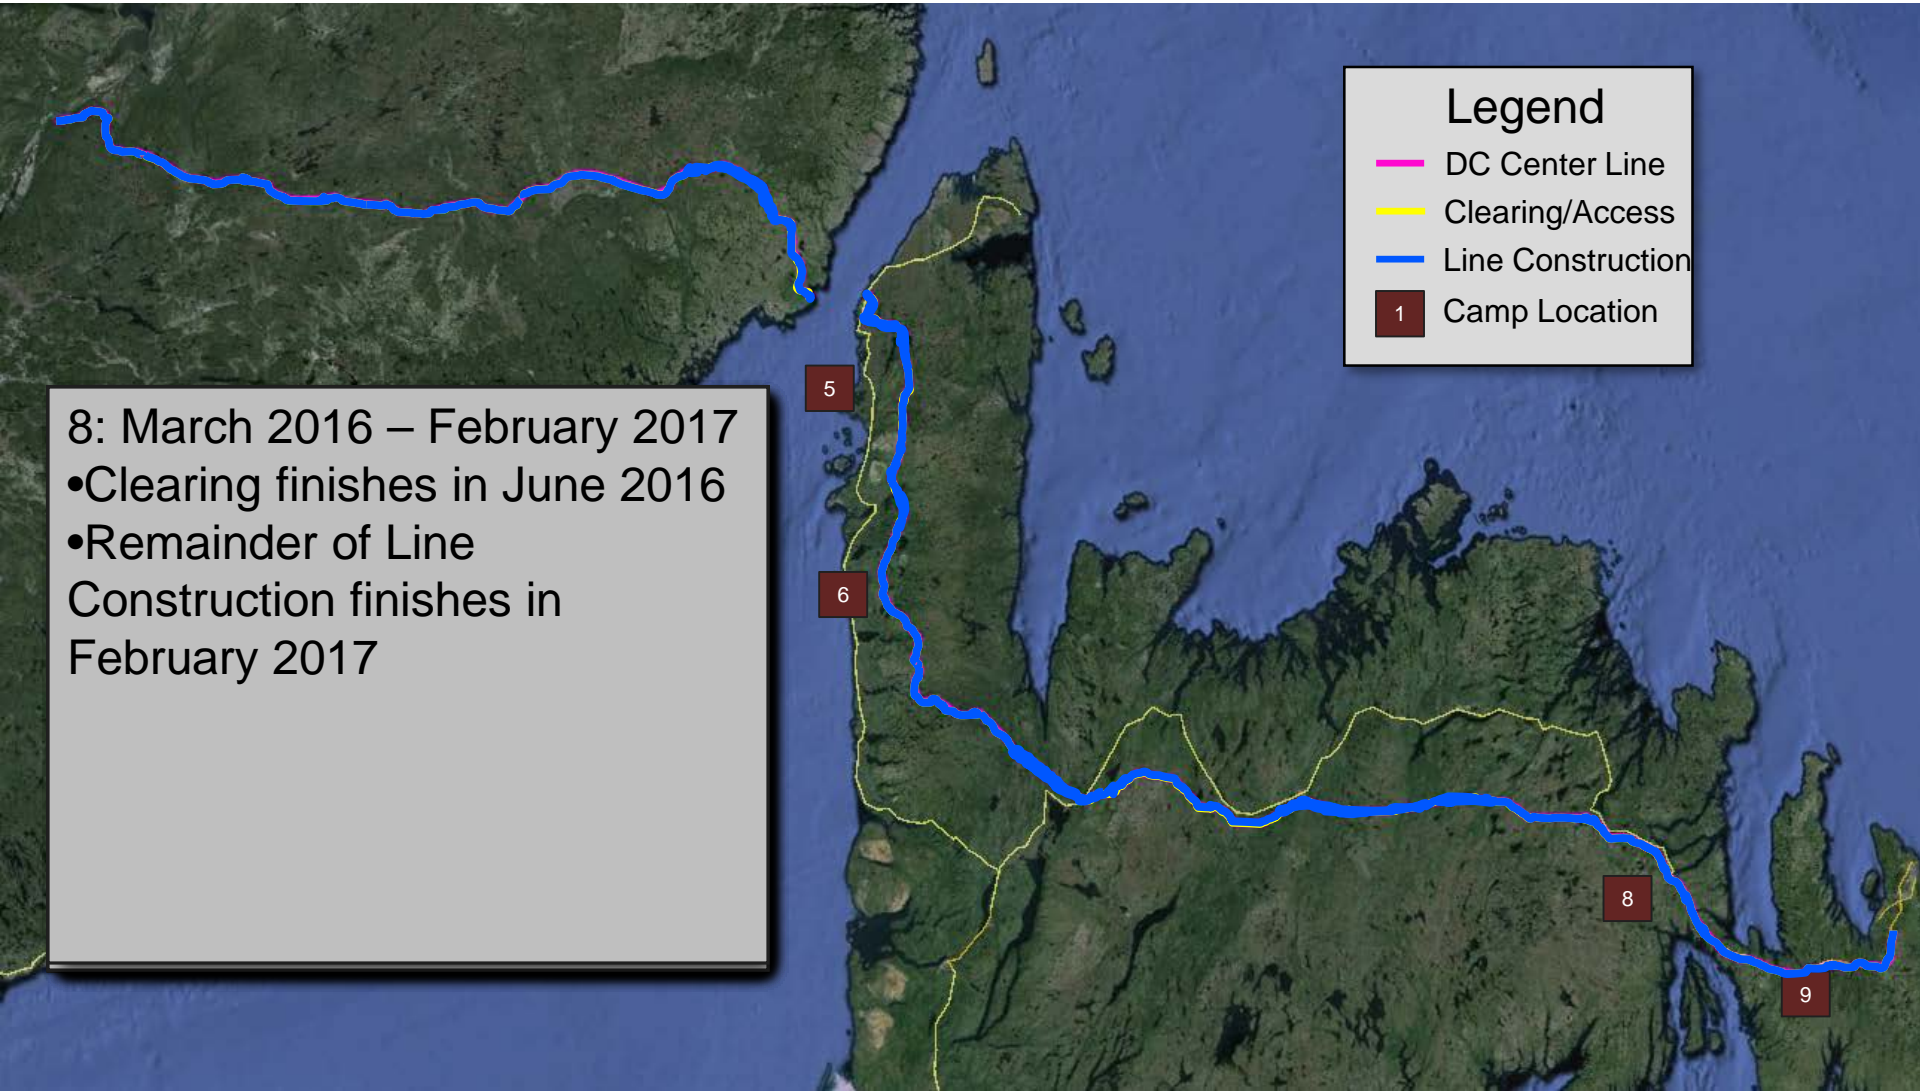 Legend
DC Center Line
Clearing/Access
Line Construction
1 Camp Location
5
8: March 2016 – February 2017
•Clearing finishes in June 2016
•Remainder of Line
Construction finishes in
February 2017
6
8
9